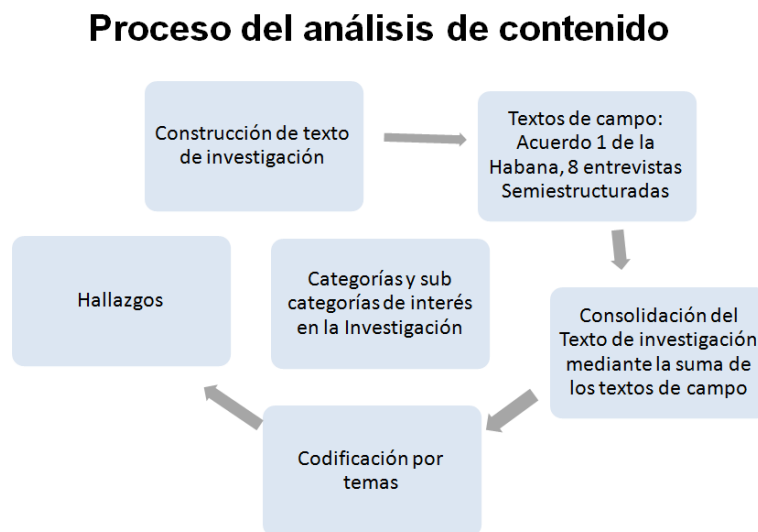 Proceso del análisis de contenido
Construcción de texto
de investigación
Textos de campo:
Acuerdo 1 de la
Habana, 8 entrevistas
Semiestructuradas
Hallazgos
Categorías y sub
categorías de interés
en la Investigación
Consolidación del
Texto de investigación
mediante la suma de
los textos de campo
Codificación por
temas